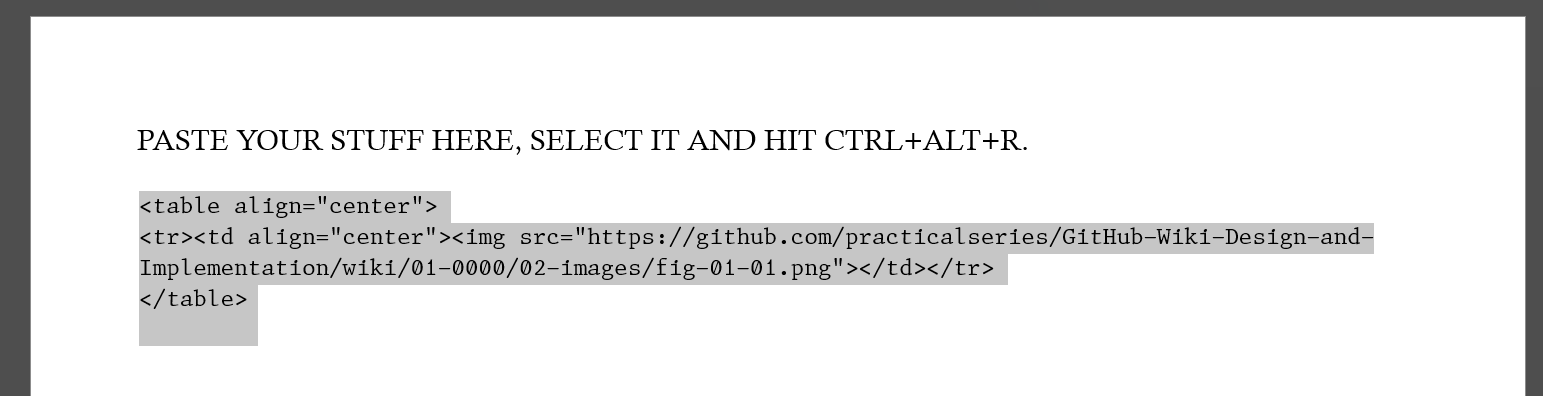 PASTE YOUR STUFF HERE, SELECT IT AND HIT CTRL+ALT+R.
<table align="center">
<tr><td align="center"><img src="https://github.com/practicalseries/GitHub-Wiki-Design-and-
Implementation/wiki/01-0000/02-images/fig-01-01.png"></td></tr>
</table>